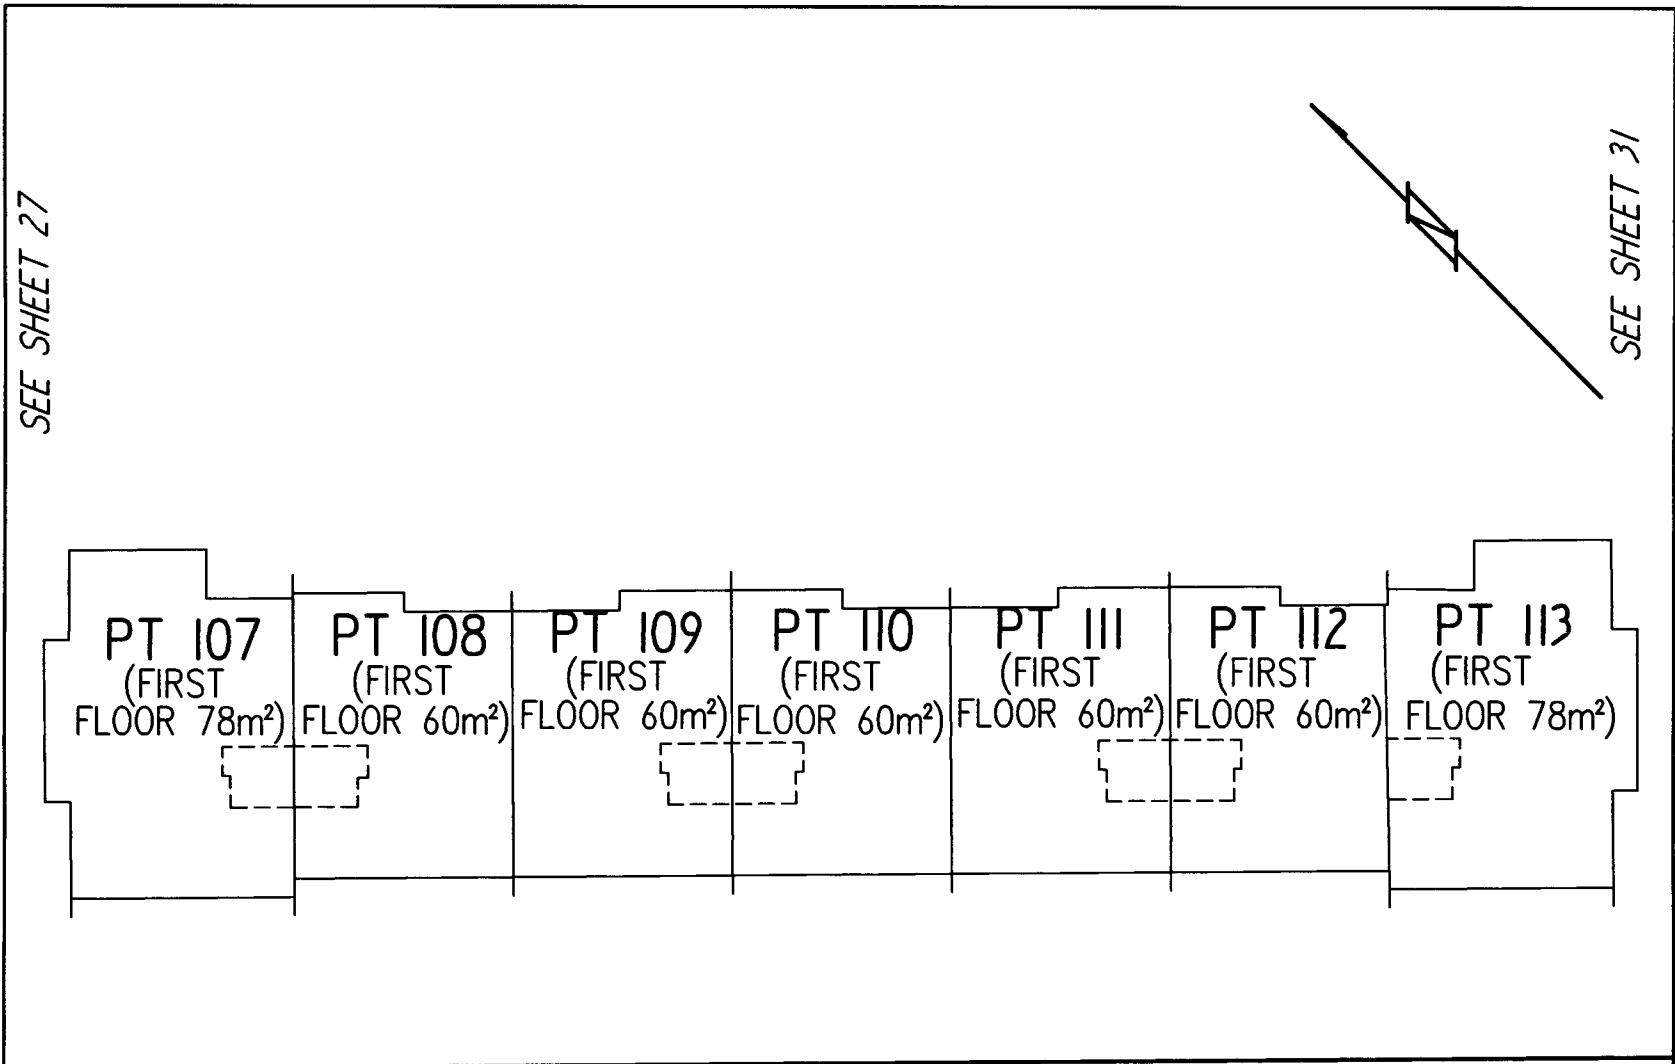 SEE SHEET 27
SEE SHEET 31
PT 107
(FIRST
FLOOR 78m²)
PT 108
(FIRST
FLOOR 60m²)
PT 109
(FIRST
FLOOR 60m²)
PT 110
(FIRST
FLOOR 60m²)
PT 111
(FIRST
FLOOR 60m²)
PT 112
(FIRST
FLOOR 60m²)
PT 113
(FIRST
FLOOR 78m²)